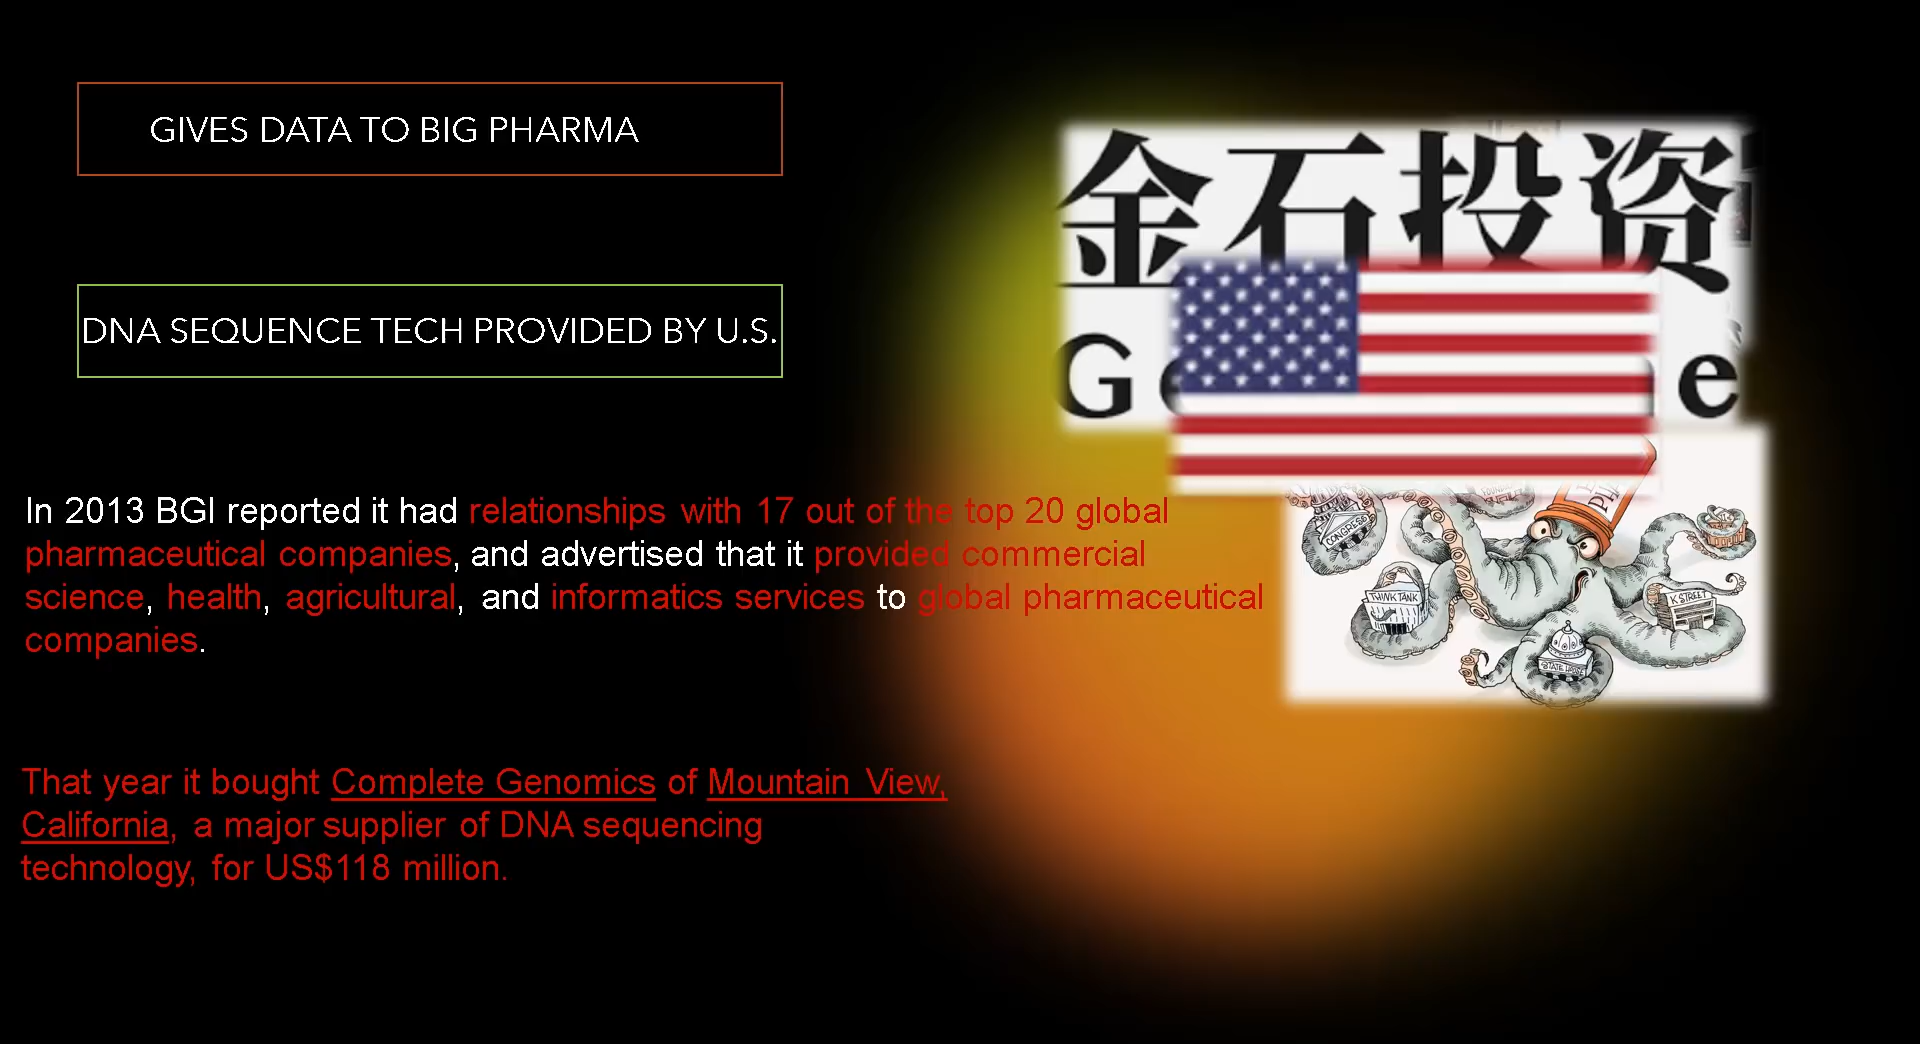 GIVES DATA TO BIG PHARMA
DNA SEQUENCE TECH PROVIDED BY U.S.
In 2013 BGI reported it had relationships with 17 out of the top 20 global
pharmaceutical companies, and advertised that it provided commercial
science, health, agricultural, and informatics services to global pharmaceutical
companies.
That year it bought Complete Genomics of Mountain View,
California, a major supplier of DNA sequencing
technology, for US$118 million.
金石投资
CONGRESS
THINK TANK
K STREET
STATE HOUSE